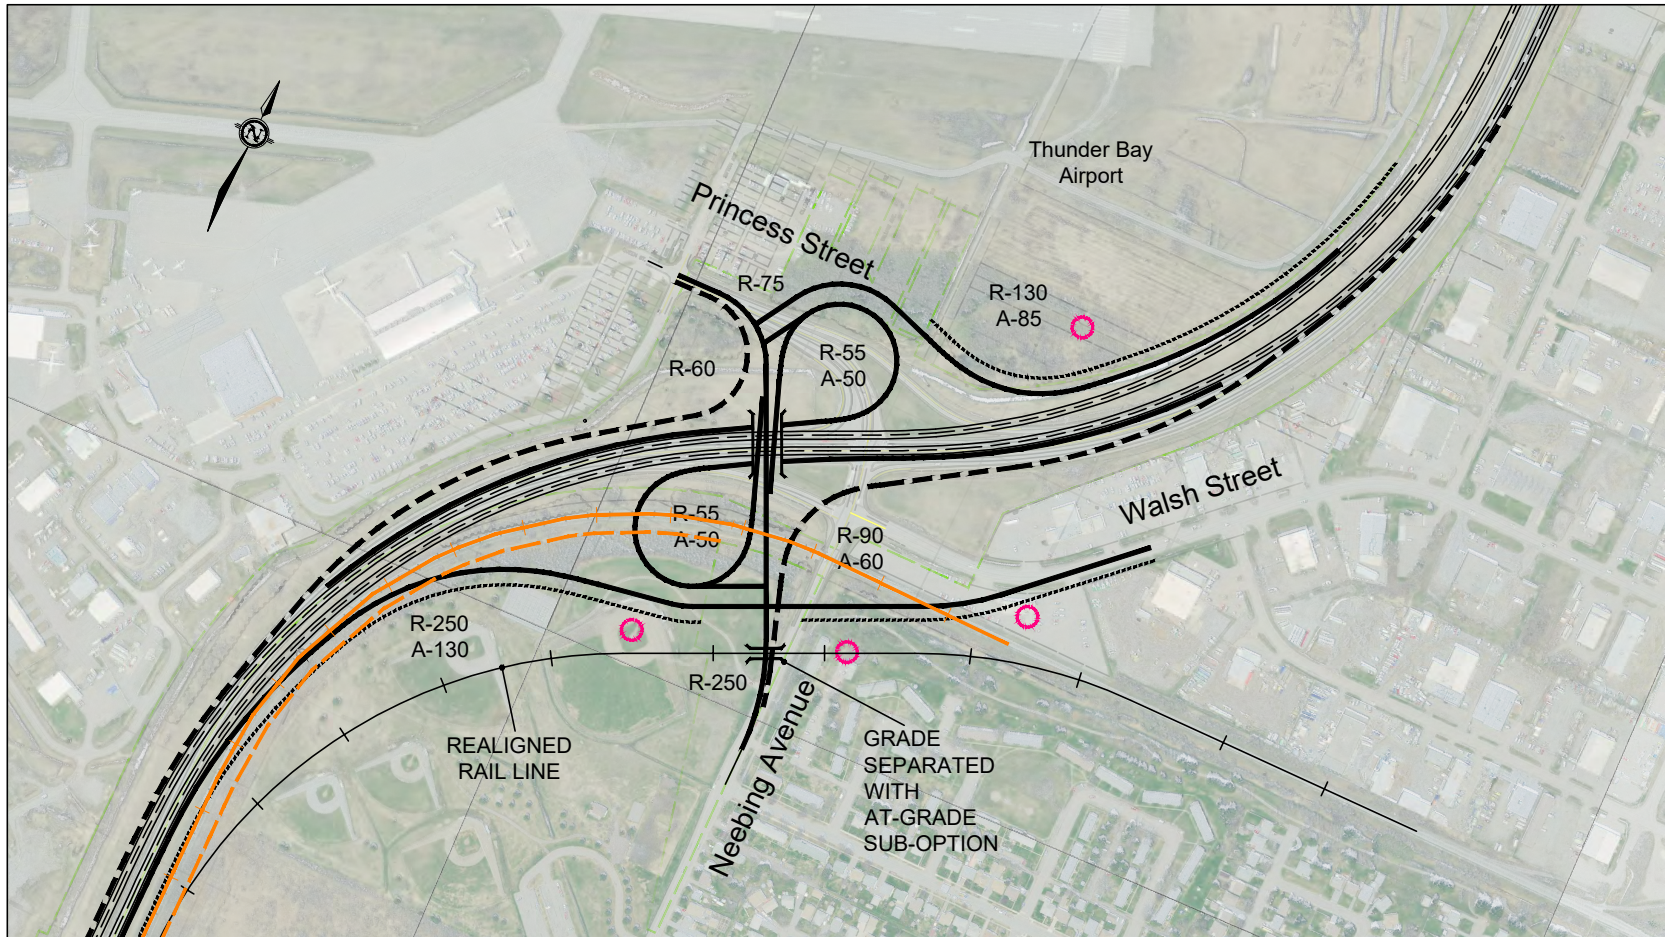 N
Thunder Bay
Airport
Princess Street
R-75
R-130
A-85
R-60
R-55
A-50
Walsh Street
R-55
A-50
R-90
A-60
R-250
A-130
R-250
REALIGNED
RAIL LINE
Neebing Avenue
GRADE
SEPARATED
WITH
AT-GRADE
SUB-OPTION